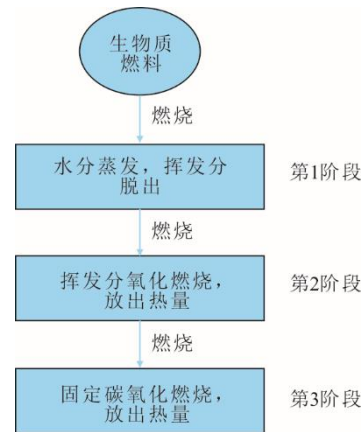 生物质
燃料
燃烧
水分蒸发，挥发分
脱出
第1阶段
燃烧
挥发分氧化燃烧，
放出热量
第2阶段
燃烧
固定碳氧化燃烧，
放出热量
第3阶段